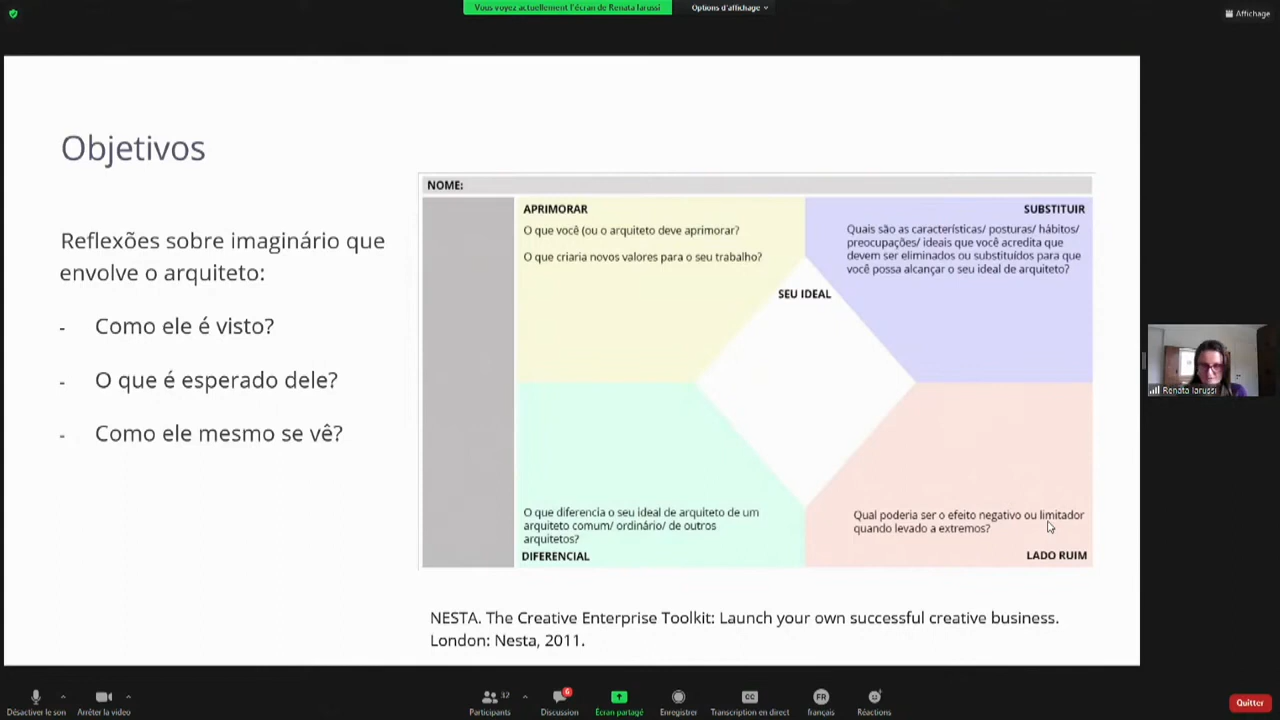 Vous voyez actuellement l'écran de Renata Iarussi
Options d'affichage
Affichage
Objetivos
Reflexões sobre imaginário que
envolve o arquiteto:
- Como ele é visto?
- O que é esperado dele?
- Como ele mesmo se vê?
NOME:
APRIMORAR
O que você (ou o arquiteto deve aprimorar?
O que criaria novos valores para o seu trabalho?
SUBSTITUIR
Quais são as características/ posturas/ hábitos/
preocupações/ ideais que você acredita que
devem ser eliminados ou substituídos para que
você possa alcançar o seu ideal de arquiteto?
SEU IDEAL
O que diferencia o seu ideal de arquiteto de um
arquiteto comum/ ordinário/ de outros
arquitetos?
DIFERENCIAL
Qual poderia ser o efeito negativo ou limitador
quando levado a extremos?
LADO RUIM
NESTA. The Creative Enterprise Toolkit: Launch your own successful creative business.
London: Nesta, 2011.
Renata Iarussi
Désactiver le son
Arrêter la vidéo
32
Participants
6
Discussion
Écran partagé
Enregistrer
CC
Transcription en direct
FR
français
Réactions
Quitter